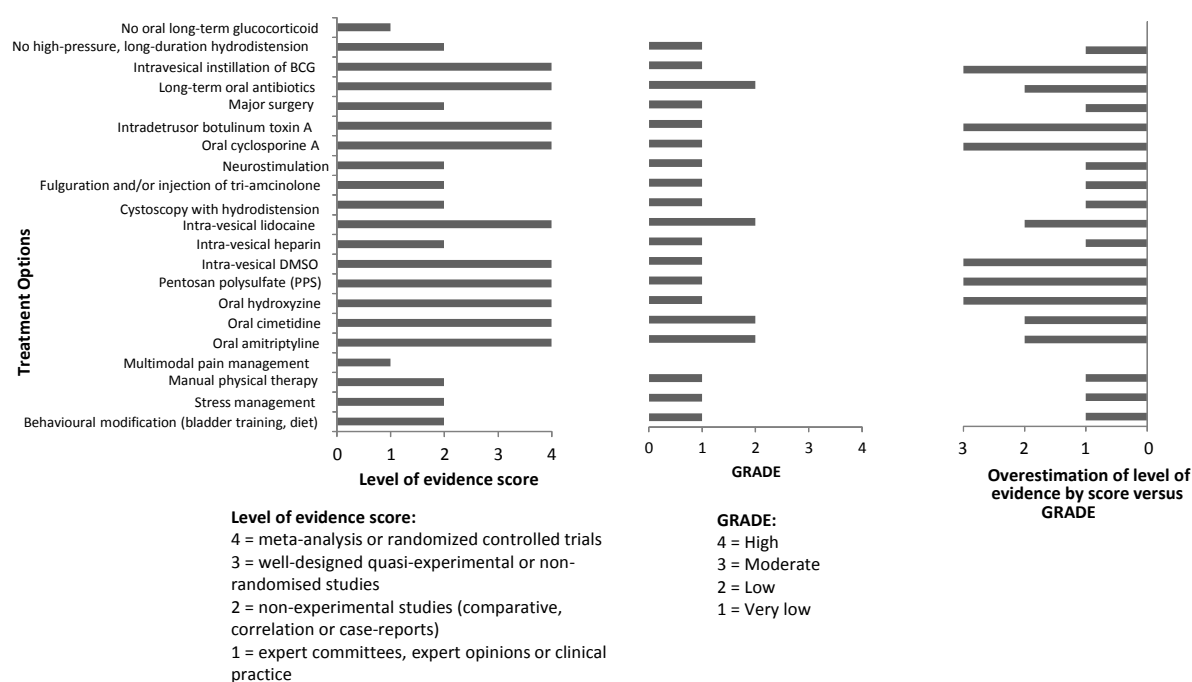 No oral long-term glucocorticoid
No high-pressure, long-duration hydrodistension
Intravesical instillation of BCG
Long-term oral antibiotics
Major surgery
Intradetrusor botulinum toxin A
Oral cyclosporine A
Neurostimulation
Fulguration and/or injection of tri-amcinolone
Cystoscopy with hydrodistension
Intra-vesical lidocaine
Intra-vesical heparin
Intra-vesical DMSO
Pentosan polysulfate (PPS)
Oral hydroxyzine
Oral cimetidine
Oral amitriptyline
Multimodal pain management
Manual physical therapy
Stress management
Behavioural modification (bladder training, diet)
Treatment Options
0 1 2 3 4
Level of evidence score
0 1 2 3 4
GRADE
3 2 1 0
Overestimation of level of
evidence by score versus
GRADE
Level of evidence score:
4 = meta-analysis or randomized controlled trials
3 = well-designed quasi-experimental or non-
randomised studies
2 = non-experimental studies (comparative,
correlation or case-reports)
1 = expert committees, expert opinions or clinical
practice
GRADE:
4 = High
3 = Moderate
2 = Low
1 = Very low